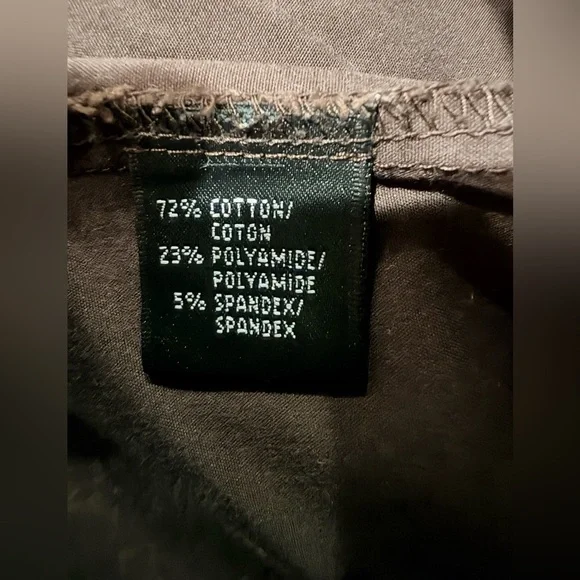 72% COTTON/
COTON
23% POLYAMIDE/
POLYAMIDE
5% SPANDEX/
SPANDEX